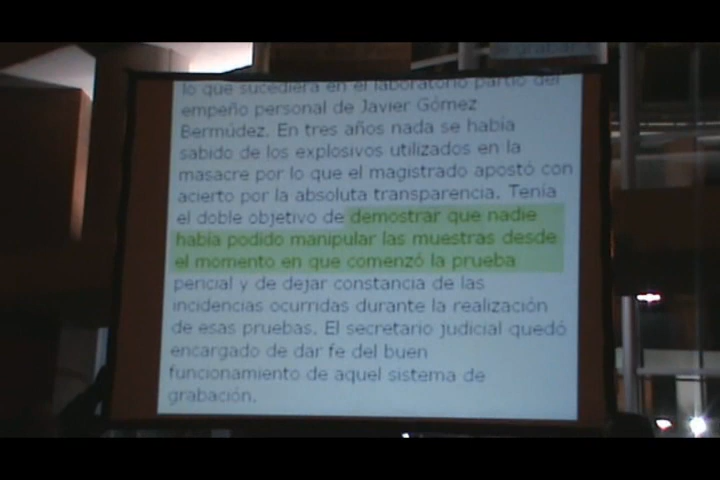 lo que sucediera en el laboratorio partió del
empeño personal de Javier Gómez
Bermúdez. En tres años nada se había
sabido de los explosivos utilizados en la
masacre por lo que el magistrado apostó con
acierto por la absoluta transparencia. Tenía
el doble objetivo de demostrar que nadie
había podido manipular las muestras desde
el momento en que comenzó la prueba
pericial y de dejar constancia de las
incidencias ocurridas durante la realización
de esas pruebas. El secretario judicial quedó
encargado de dar fe del buen
funcionamiento de aquel sistema de
grabación.